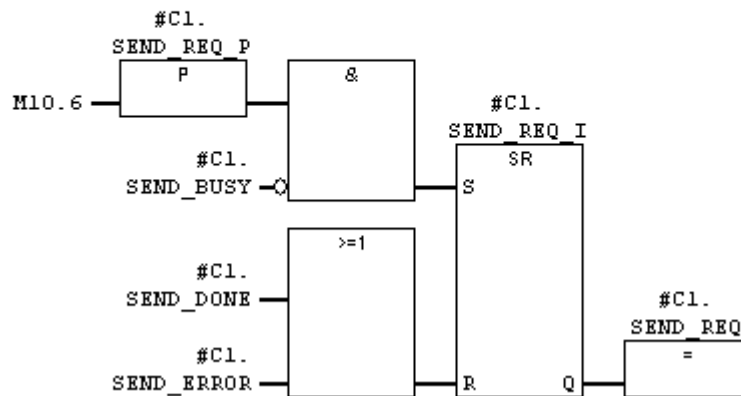 #C1.
SEND_REQ_P
P
&
M10.6
#C1.
SEND_REQ_I
SR
#C1.
SEND_BUSY
S
>=1
#C1.
SEND_DONE
#C1.
SEND_REQ
=
#C1.
SEND_ERROR
R
Q